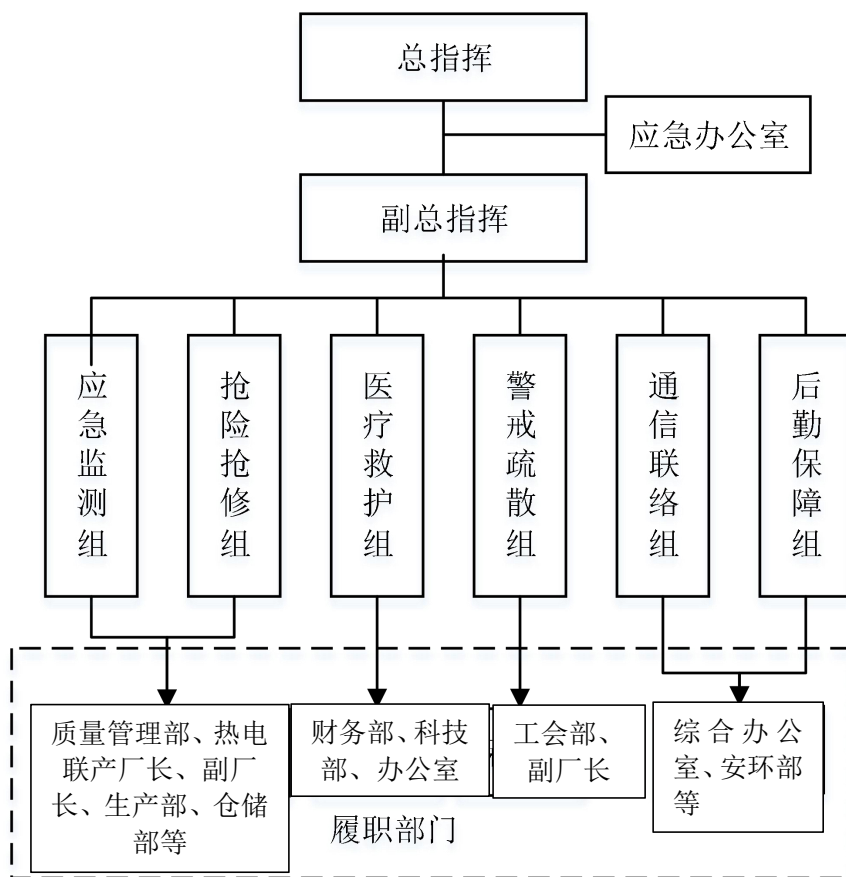 总指挥
应急办公室
副总指挥
应急监测组
抢险抢修组
医疗救护组
警戒疏散组
通信联络组
后勤保障组
质量管理部、热电
联产厂长、副厂
长、生产部、仓储
部等
财务部、科技
部、办公室
工会部、
副厂长
综合办公
室、安环部
等
履职部门